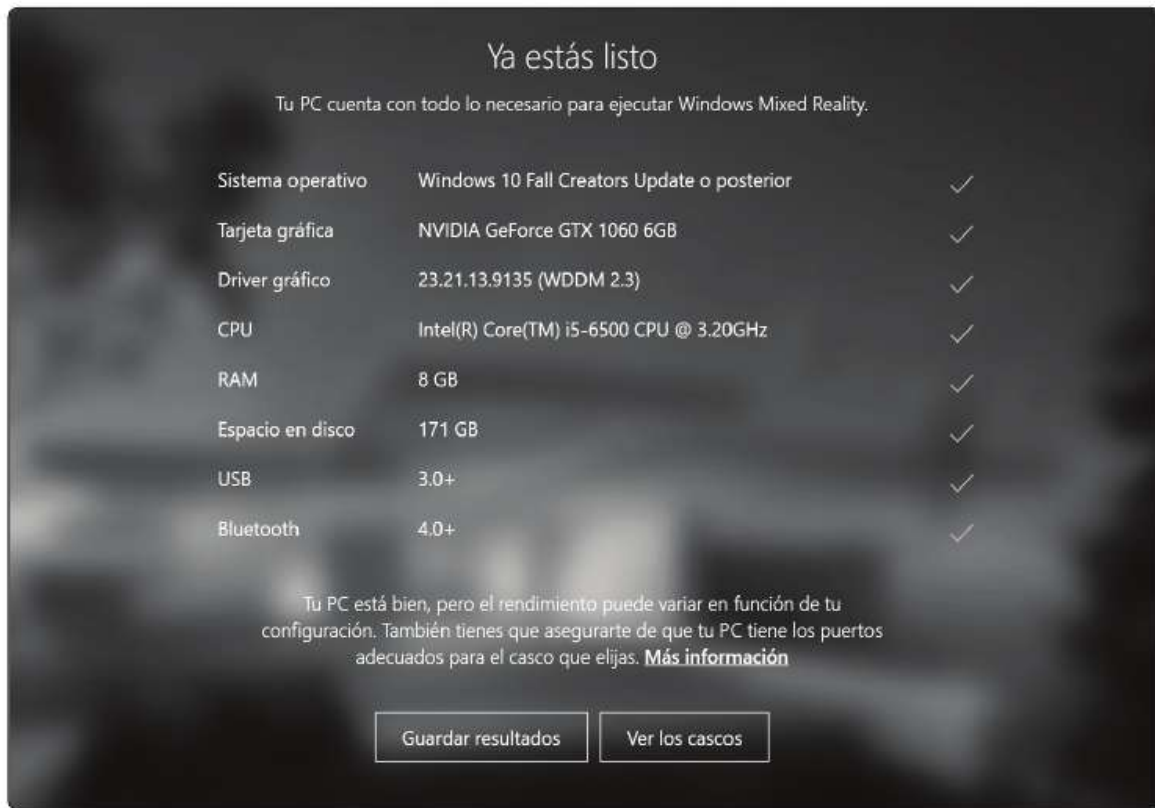 Ya estás listo
Tu PC cuenta con todo lo necesario para ejecutar Windows Mixed Reality.
Sistema operativo Windows 10 Fall Creators Update o posterior
Tarjeta gráfica NVIDIA GeForce GTX 1060 6GB
Driver gráfico 23.21.13.9135 (WDDM 2.3)
CPU Intel(R) Core(TM) i5-6500 CPU @ 3.20GHz
RAM 8 GB
Espacio en disco 171 GB
USB 3.0+
Bluetooth 4.0+
Tu PC está bien, pero el rendimiento puede variar en función de tu
configuración. También tienes que asegurarte de que tu PC tiene los puertos
adecuados para el casco que elijas. Más información
Guardar resultados Ver los cascos